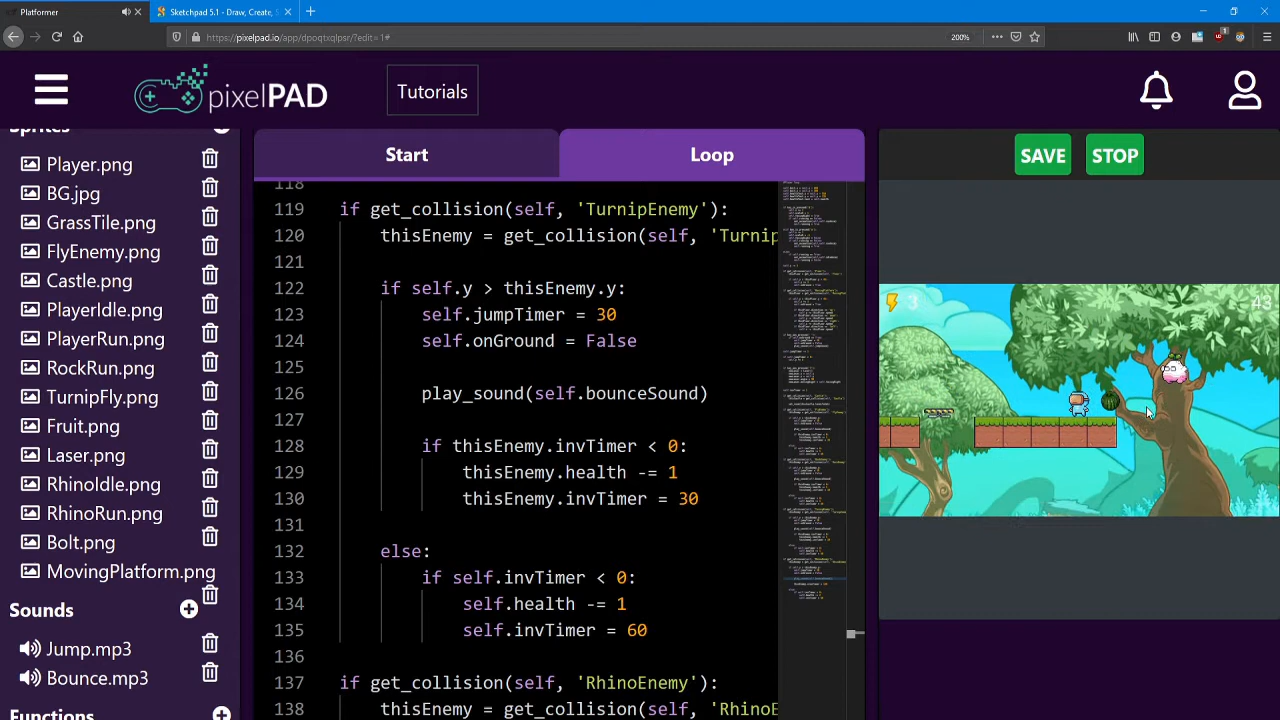 Platformer
Sketchpad 5.1 - Draw, Create, S
https://pixelpad.io/app/dpoqtxqlpsr/?edit=1#
200%
pixelPAD
Tutorials
Sprites
Player.png
BG.jpg
GrassTile.png
FlyEnemy.png
Castle.png
PlayerIdle.png
PlayerRun.png
RockRun.png
TurnipFly.png
Fruit.png
Laser.png
RhinoIdle.png
RhinoRun.png
Bolt.png
MovingPlatform.png
Sounds
Jump.mp3
Bounce.mp3
Functions
Start
Loop
SAVE
STOP
118
119 if get_collision(self, 'TurnipEnemy'):
120 thisEnemy = get_collision(self, 'Turnip
121
122 if self.y > thisEnemy.y:
123 self.jumpTimer = 30
124 self.onGround = False
125
126 play_sound(self.bounceSound)
127
128 if thisEnemy.invTimer < 0:
129 thisEnemy.health -= 1
130 thisEnemy.invTimer = 30
131
132 else:
133 if self.invTimer < 0:
134 self.health -= 1
135 self.invTimer = 60
136
137 if get_collision(self, 'RhinoEnemy'):
138 thisEnemy = get_collision(self, 'RhinoE
3